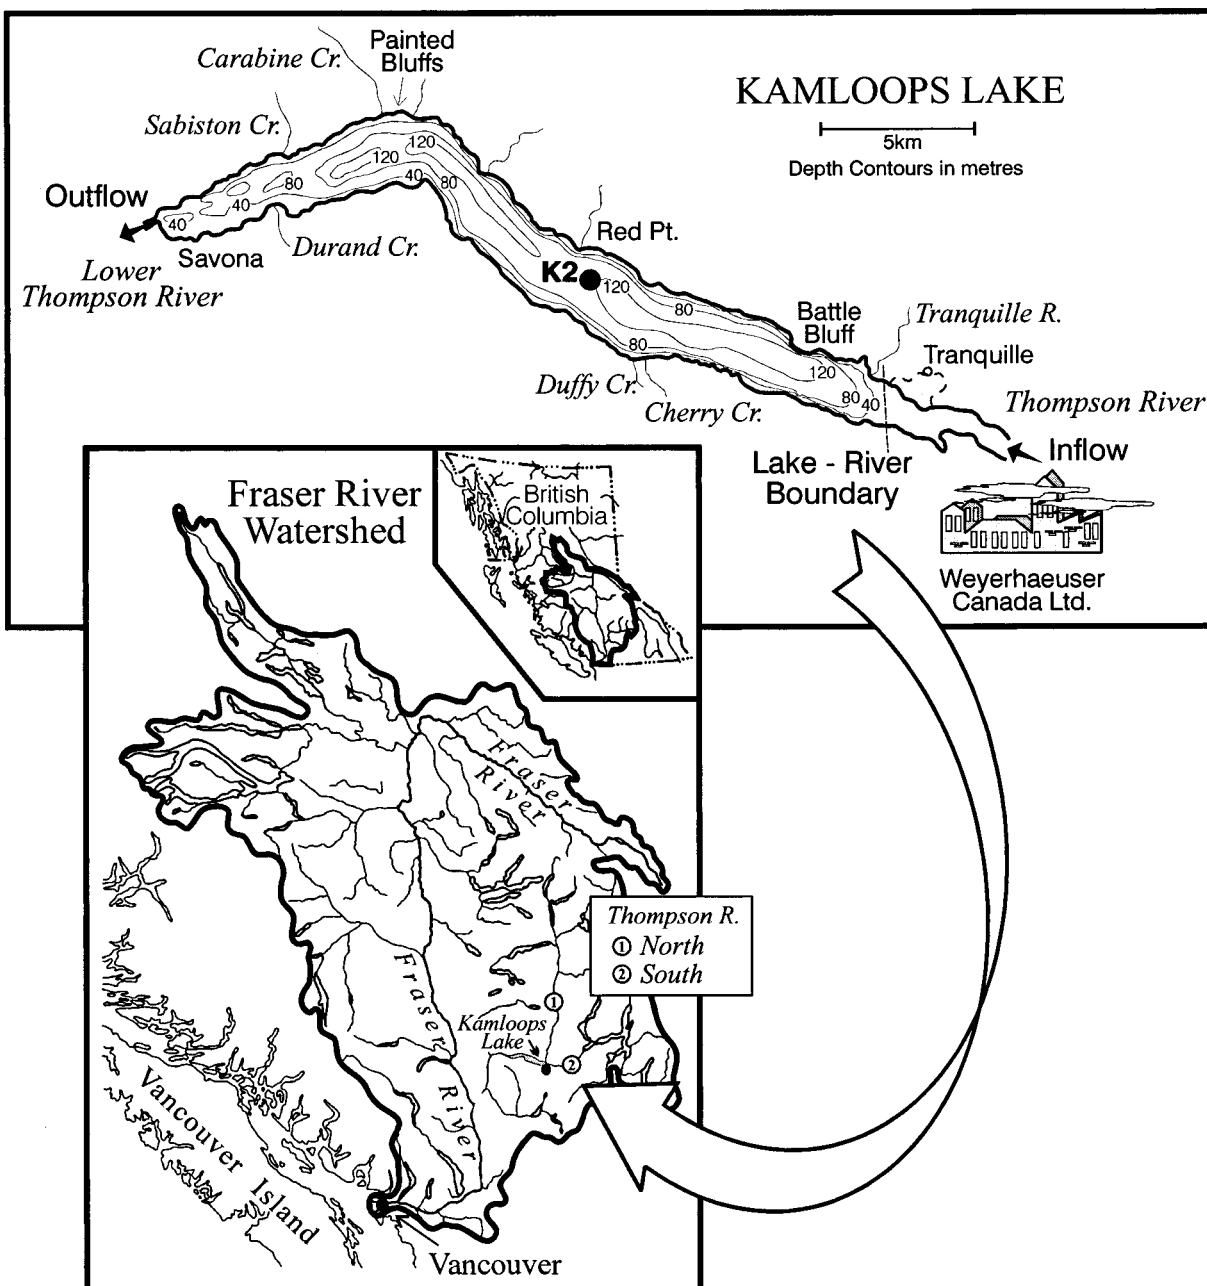 Painted
Bluffs
Carabine Cr.
KAMLOOPS LAKE
5km
Depth Contours in metres
Sabiston Cr.
120
120
80
40
80
40
40
Outflow
Savona
Durand Cr.
Lower
Thompson River
Red Pt.
K2
120
80
80
Battle
Bluff
Tranquille R.
Tranquille
120
80
40
Duffy Cr.
Cherry Cr.
Thompson River
Inflow
Lake - River
Boundary
Weyerhaeuser
Canada Ltd.
Fraser River
Watershed
British
Columbia
Fraser
River
Thompson R.
1 North
2 South
Fraser
River
1
Kamloops
Lake
2
Vancouver
Island
Vancouver